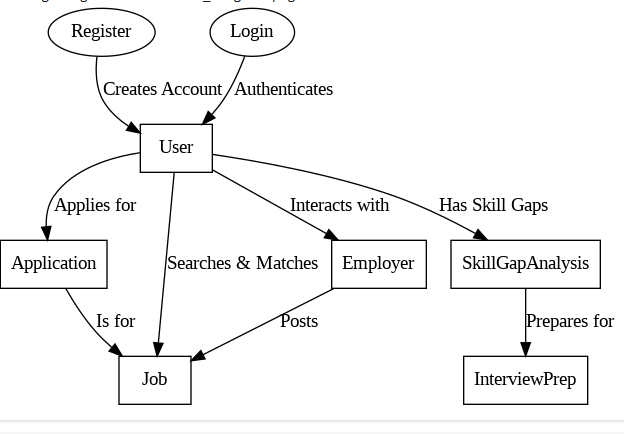 Register
Login
Creates Account
Authenticates
User
Applies for
Interacts with
Has Skill Gaps
Application
Searches & Matches
Employer
SkillGapAnalysis
Is for
Posts
Prepares for
Job
InterviewPrep